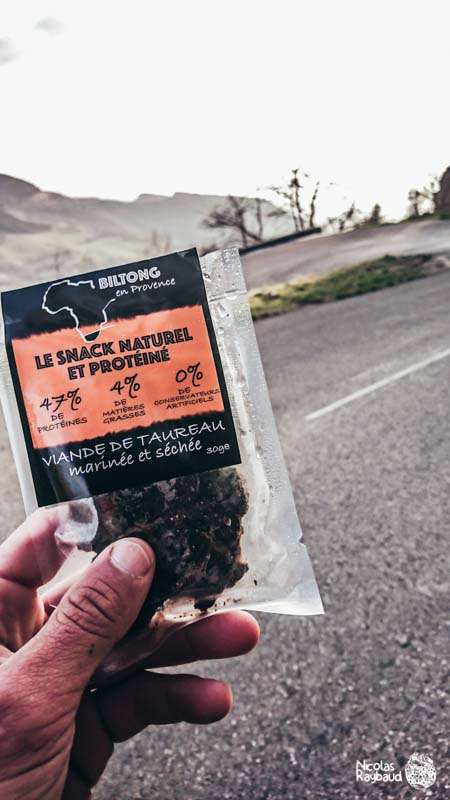 BILTONG
en Provence
LE SNACK NATUREL
ET PROTÉINÉ
47%
DE
PROTÉINES
4%
DE
MATIÈRES
GRASSES
0%
DE
CONSERVATEURS
ARTIFICIELS
VIANDE DE TAUREAU
marinée et séchée
30ge
Nicolas
Raybaud